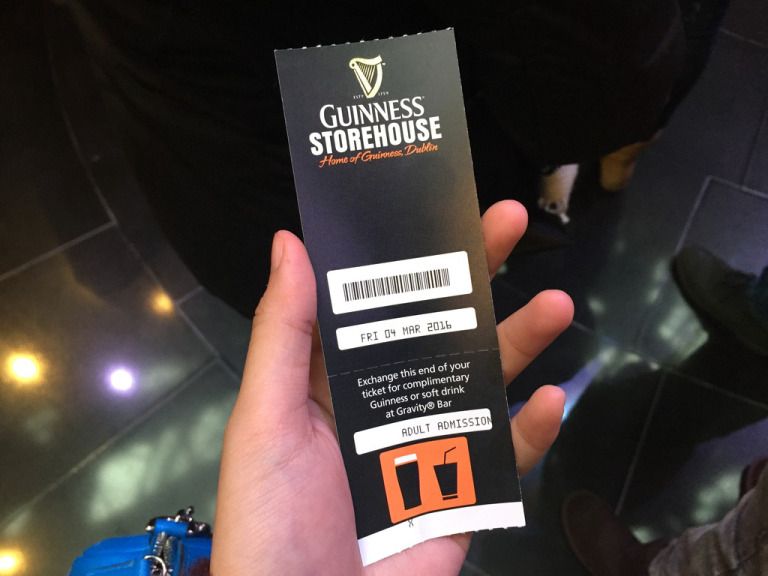 ESTD 1759
GUINNESS
STOREHOUSE
Home of Guinness, Dublin
FRI 04 MAR 2016
Exchange this end of your
ticket for complimentary
Guinness or soft drink
at Gravity® Bar
ADULT ADMISSION
X